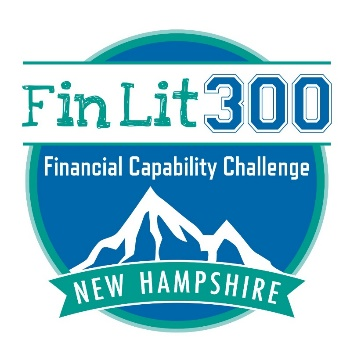 Fin Lit 300
Financial Capability Challenge
NEW HAMPSHIRE